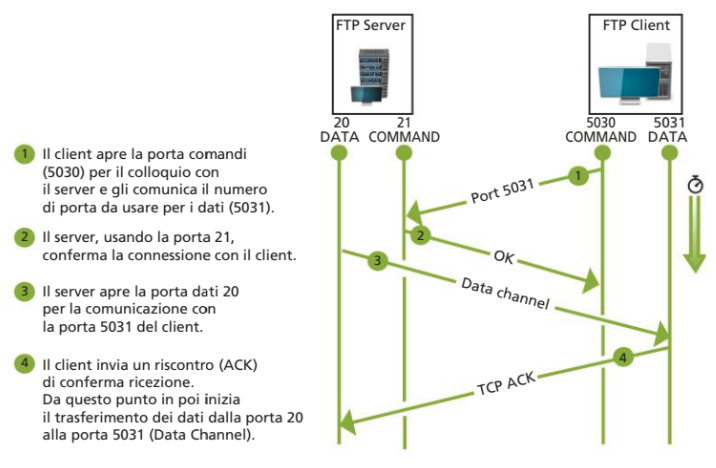 FTP Server
FTP Client
20
DATA
21
COMMAND
5030
COMMAND
5031
DATA
1 Il client apre la porta comandi
(5030) per il colloquio con
il server e gli comunica il numero
di porta da usare per i dati (5031).
2 Il server, usando la porta 21,
conferma la connessione con il client.
3 Il server apre la porta dati 20
per la comunicazione con
la porta 5031 del client.
4 Il client invia un riscontro (ACK)
di conferma ricezione.
Da questo punto in poi inizia
il trasferimento dei dati dalla porta 20
alla porta 5031 (Data Channel).
Port 5031
1
2
OK
3
Data channel
4
TCP ACK